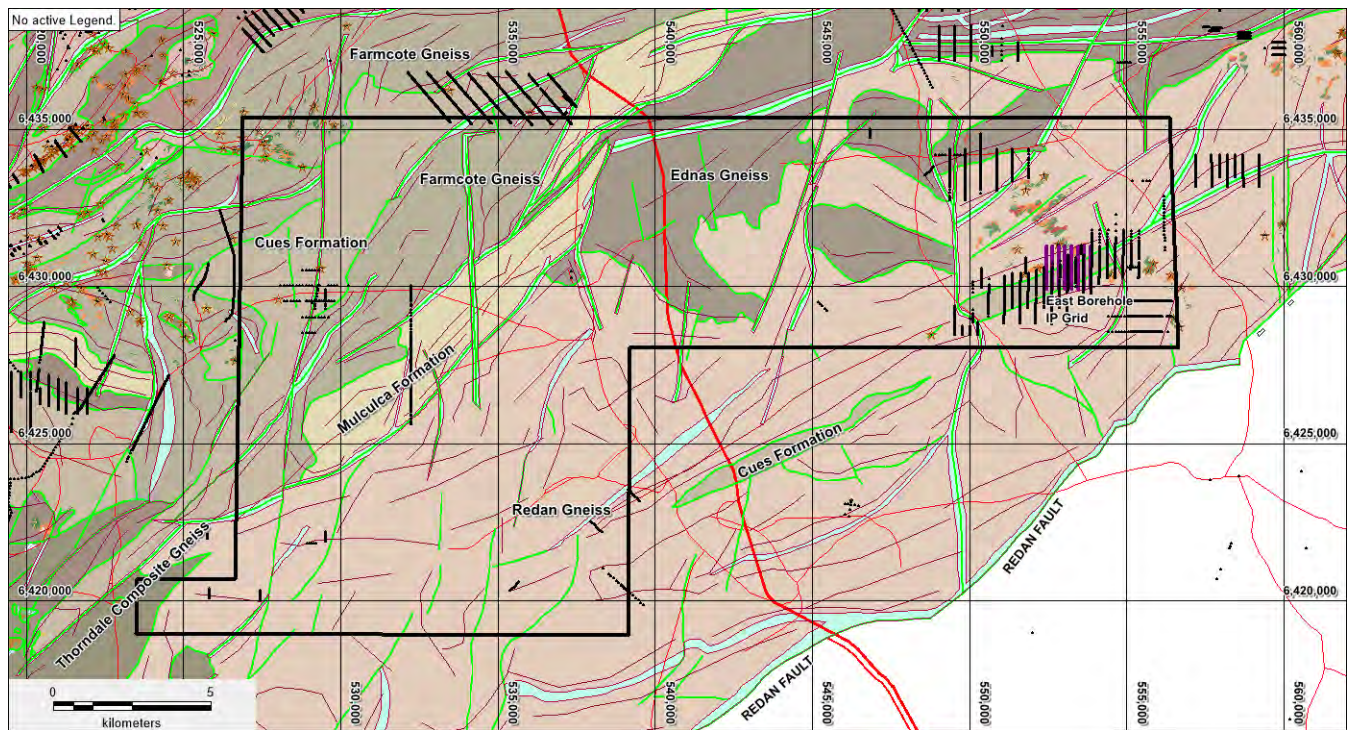 No active Legend.
525,000
535,000
540,000
545,000
550,000
555,000
560,000
Farmcote Gneiss
6,435,000
6,435,000
Farmcote Gneiss
Ednas Gneiss
Cues Formation
6,430,000
6,430,000
East Borehole
IP Grid
Mulculca Formation
6,425,000
6,425,000
Cues Formation
Redan Gneiss
REDAN FAULT
Thorndale Composite Gneiss
6,420,000
6,420,000
REDAN FAULT
0 5
kilometers
530,000
535,000
540,000
545,000
550,000
555,000
560,000